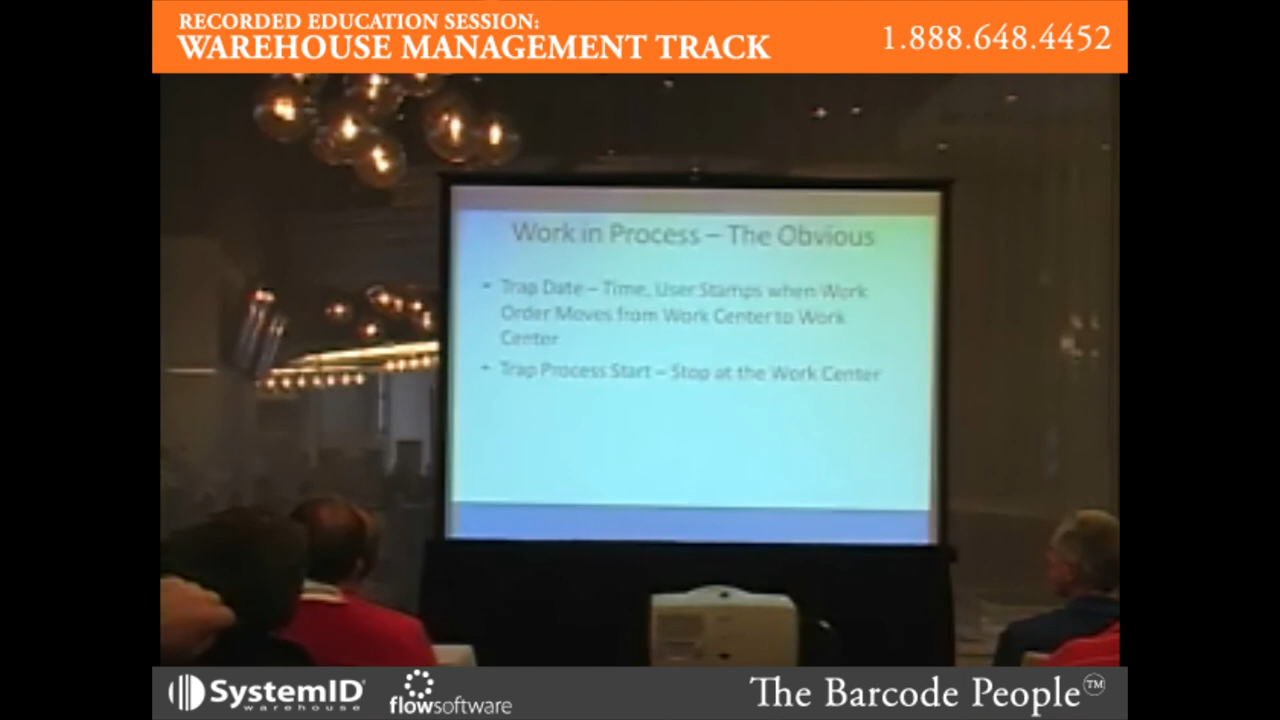 RECORDED EDUCATION SESSION:
WAREHOUSE MANAGEMENT TRACK
1.888.648.4452
Work in Process – The Obvious
• Trap Date – Time, User Stamps when Work
Order Moves from Work Center to Work
Center
• Trap Process Start – Stop at the Work Center
SystemID
warehouse
flowsoftware
The Barcode People™